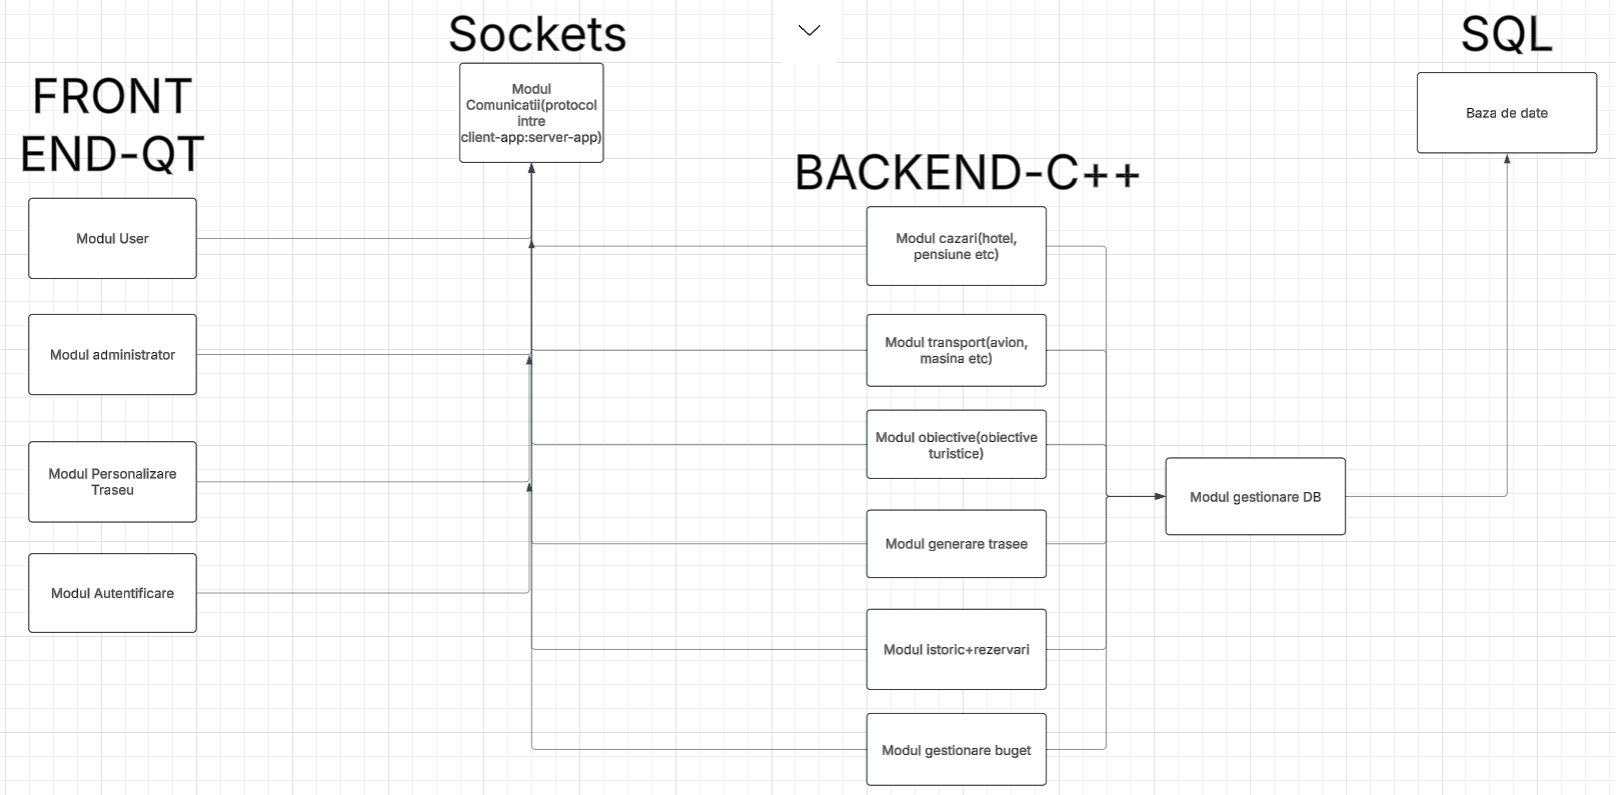 FRONT
END-QT
Modul User
Modul administrator
Modul Personalizare
Traseu
Modul Autentificare
Sockets
Modul
Comunicatii(protocol
intre
client-app:server-app)
BACKEND-C++
Modul cazari(hotel,
pensiune etc)
Modul transport(avion,
masina etc)
Modul obiective(obiective
turistice)
Modul generare trasee
Modul istoric+rezervari
Modul gestionare buget
Modul gestionare DB
SQL
Baza de date